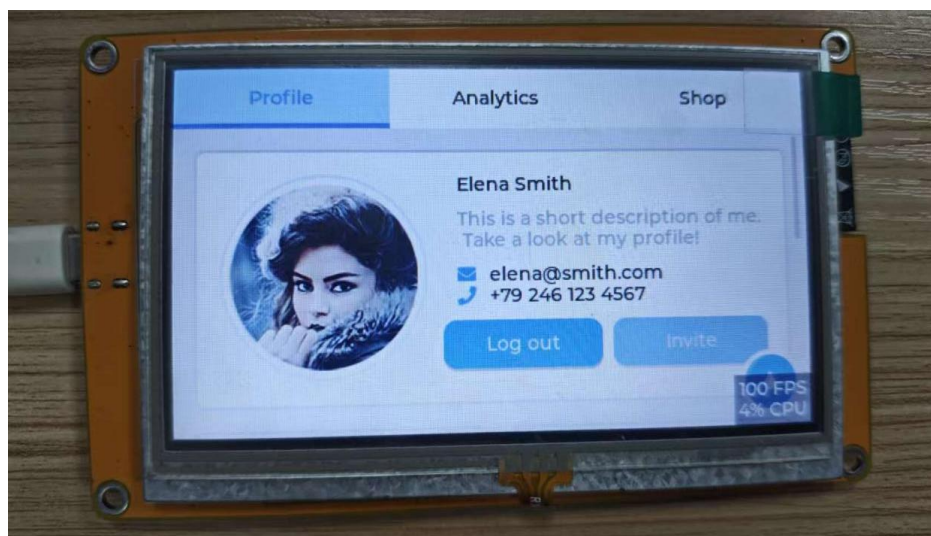 Profile
Analytics
Shop
Elena Smith
This is a short description of me.
Take a look at my profile!
elena@smith.com
+79 246 123 4567
Log out
Invite
100 FPS
4% CPU